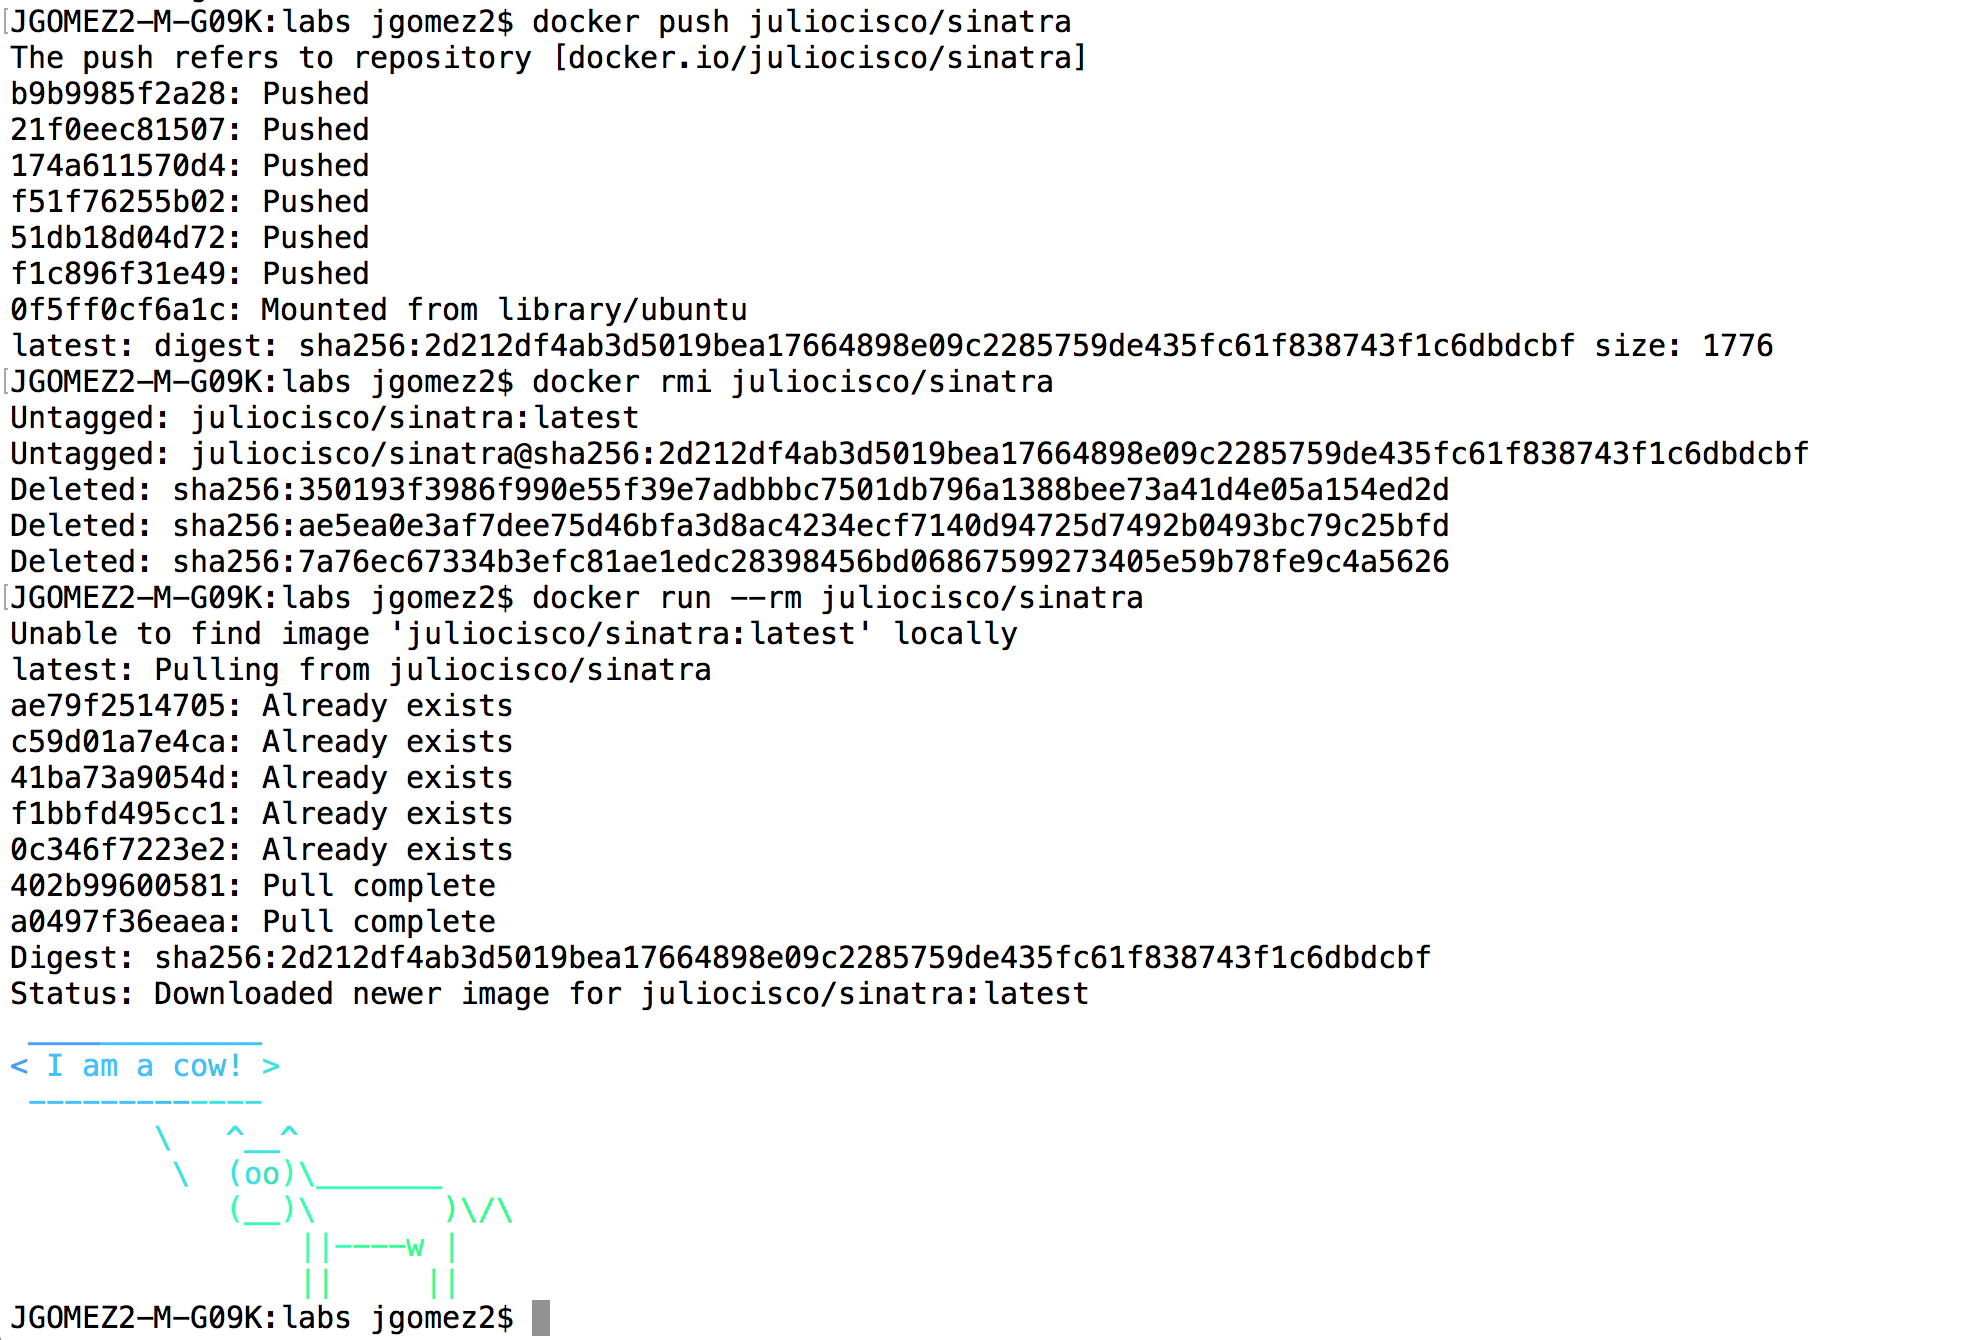 JGOMEZ2-M-G09K:labs jgomez2$ docker push juliocisco/sinatra
The push refers to repository [docker.io/juliocisco/sinatra]
b9b9985f2a28: Pushed
21f0eec81507: Pushed
174a611570d4: Pushed
f51f76255b02: Pushed
51db18d04d72: Pushed
f1c896f31e49: Pushed
0f5ff0cf6a1c: Mounted from library/ubuntu
latest: digest: sha256:2d212df4ab3d5019bea17664898e09c2285759de435fc61f838743f1c6dbdcbf size: 1776
JGOMEZ2-M-G09K:labs jgomez2$ docker rmi juliocisco/sinatra
Untagged: juliocisco/sinatra:latest
Untagged: juliocisco/sinatra@sha256:2d212df4ab3d5019bea17664898e09c2285759de435fc61f838743f1c6dbdcbf
Deleted: sha256:350193f3986f990e55f39e7adbbbc7501db796a1388bee73a41d4e05a154ed2d
Deleted: sha256:ae5ea0e3af7dee75d46bfa3d8ac4234ecf7140d94725d7492b0493bc79c25bfd
Deleted: sha256:7a76ec67334b3efc81ae1edc28398456bd06867599273405e59b78fe9c4a5626
JGOMEZ2-M-G09K:labs jgomez2$ docker run --rm juliocisco/sinatra
Unable to find image 'juliocisco/sinatra:latest' locally
latest: Pulling from juliocisco/sinatra
ae79f2514705: Already exists
c59d01a7e4ca: Already exists
41ba73a9054d: Already exists
f1bbfd495cc1: Already exists
0c346f7223e2: Already exists
402b99600581: Pull complete
a0497f36eaea: Pull complete
Digest: sha256:2d212df4ab3d5019bea17664898e09c2285759de435fc61f838743f1c6dbdcbf
Status: Downloaded newer image for juliocisco/sinatra:latest
 _____________
< I am a cow! >
 -------------
        \   ^__^
         \  (oo)\_______
            (__)\       )\/\
                ||----w |
                ||     ||
JGOMEZ2-M-G09K:labs jgomez2$